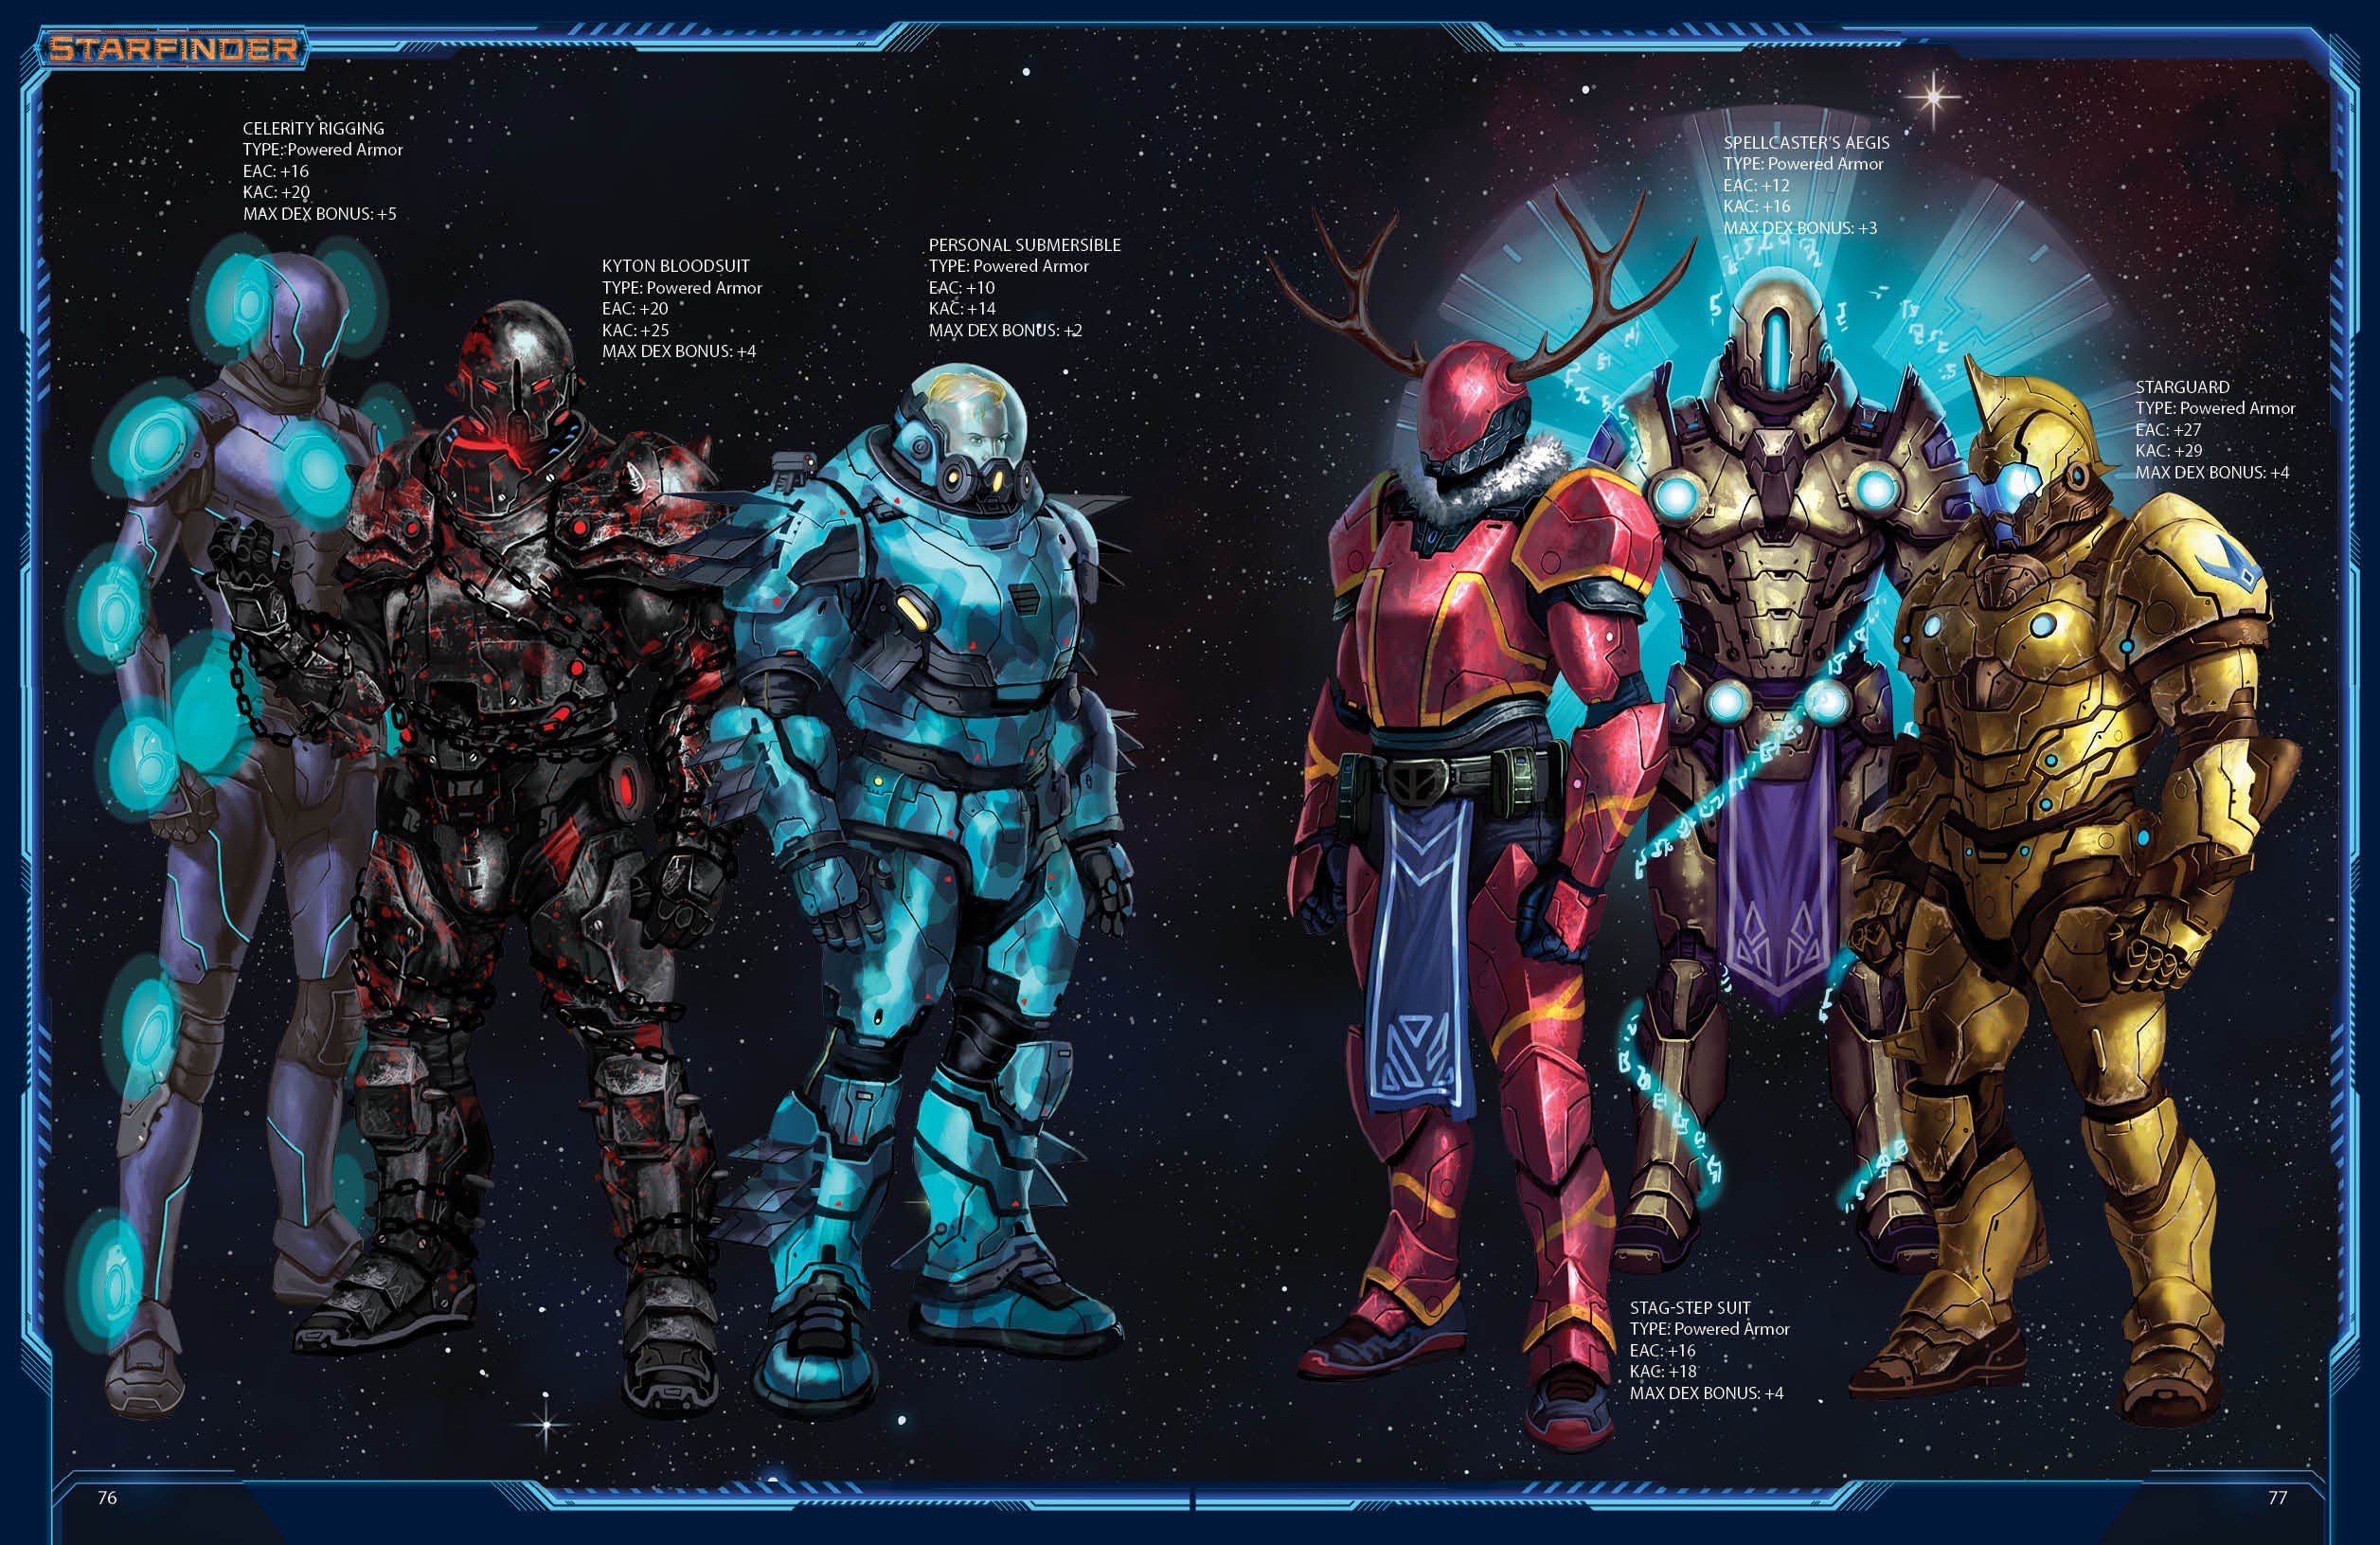 STARFINDER
CELERITY RIGGING
TYPE: Powered Armor
EAC: +16
KAC: +20
MAX DEX BONUS: +5
KYTON BLOODSUIT
TYPE: Powered Armor
EAC: +20
KAC: +25
MAX DEX BONUS: +4
PERSONAL SUBMERSIBLE
TYPE: Powered Armor
EAC: +10
KAC: +14
MAX DEX BONUS: +2
SPELLCASTER'S AEGIS
TYPE: Powered Armor
EAC: +12
KAC: +16
MAX DEX BONUS: +3
STARGUARD
TYPE: Powered Armor
EAC: +27
KAC: +29
MAX DEX BONUS: +4
STAG-STEP SUIT
TYPE: Powered Armor
EAC: +16
KAC: +18
MAX DEX BONUS: +4
76
77